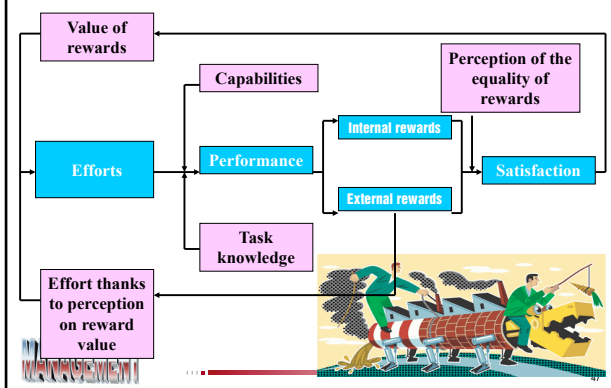 Value of
rewards
Perception of the
equality of
rewards
Capabilities
Internal rewards
Efforts
Performance
Satisfaction
External rewards
Task
knowledge
Effort thanks
to perception
on reward
value
MANAGEMENT
47